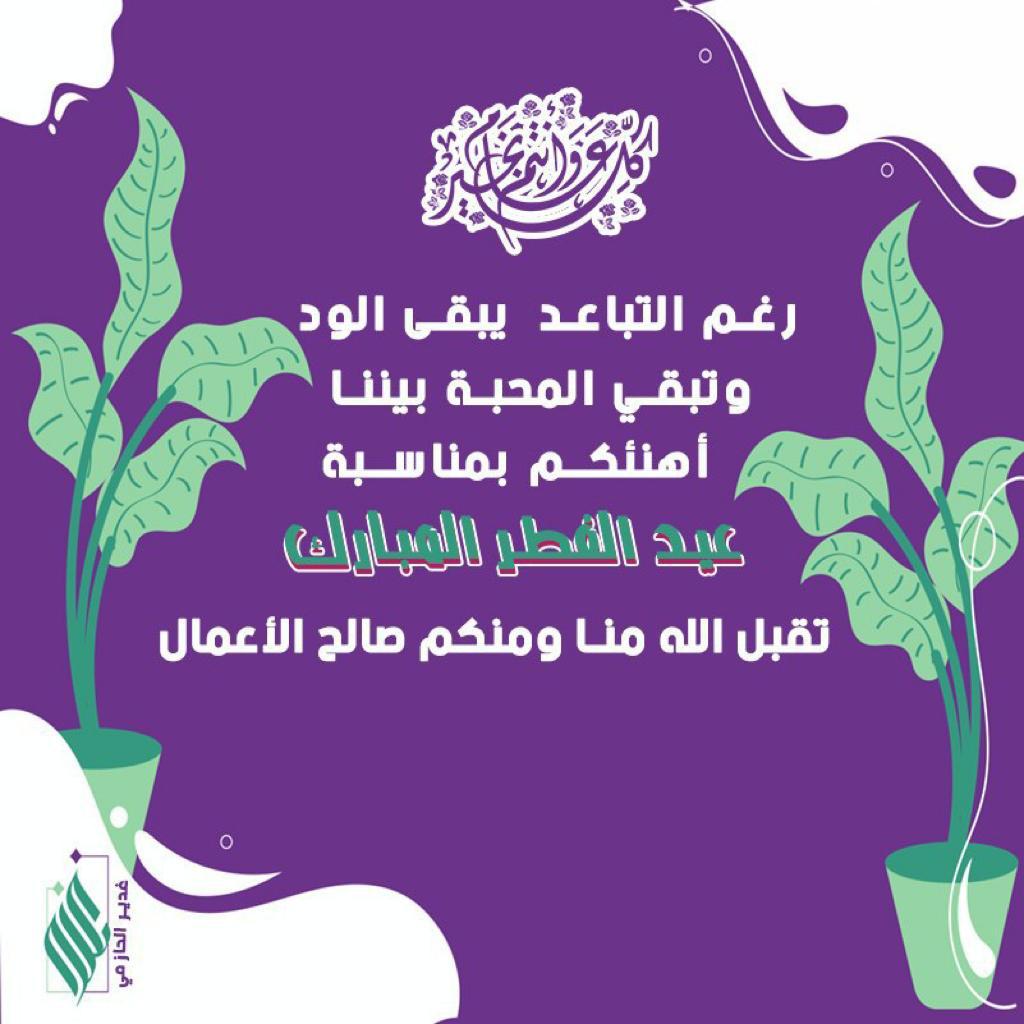 كل عام وأنتم بخير
رغم التباعد يبقى الود
وتبقي المحبة بيننا
أهنئكم بمناسبة
عيد الفطر المبارك
تقبل الله منا ومنكم صالح الأعمال
غدير الحازمي